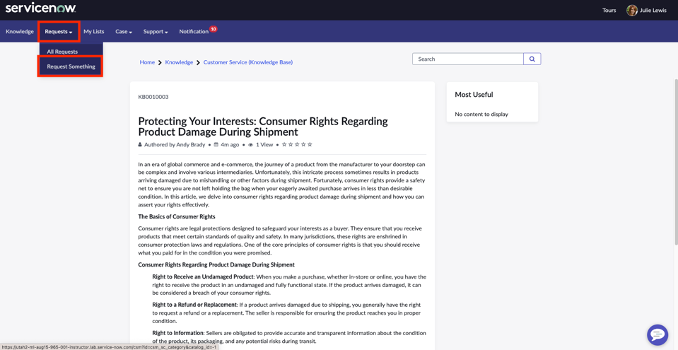 servicenow.
Tours Julie Lewis
Knowledge Requests My Lists Case Support Notification 10
All Requests
Request Something
Home Knowledge Customer Service (Knowledge Base)
Search
KB0010003
Most Useful
No content to display
Protecting Your Interests: Consumer Rights Regarding
Product Damage During Shipment
Authored by Andy Brady • 4m ago • 1 View •
In an era of global commerce and e-commerce, the journey of a product from the manufacturer to your doorstep can
be complex and involve various intermediaries. Unfortunately, this intricate process sometimes results in products
arriving damaged due to mishandling or other factors during shipment. Fortunately, consumer rights provide a safety
net to ensure you are not left holding the bag when your eagerly awaited purchase arrives in less than desirable
condition. In this article, we delve into consumer rights regarding product damage during shipment and how you can
assert your rights effectively.
The Basics of Consumer Rights
Consumer rights are legal protections designed to safeguard your interests as a buyer. They ensure that you receive
products that meet certain standards of quality and safety. In many jurisdictions, these rights are enshrined in
consumer protection laws and regulations. One of the core principles of consumer rights is that you should receive
what you paid for in the condition you were promised.
Consumer Rights Regarding Product Damage During Shipment
Right to Receive an Undamaged Product: When you make a purchase, whether in-store or online, you have the
right to receive the product in an undamaged and fully functional state. If the product arrives damaged, it can
be considered a breach of your consumer rights.
Right to a Refund or Replacement: If a product arrives damaged due to shipping, you generally have the right
to request a refund or a replacement. The seller is responsible for ensuring the product reaches you in proper
condition.
Right to Information: Sellers are obligated to provide accurate and transparent information about the condition
of the product, its packaging, and any potential risks during transit.